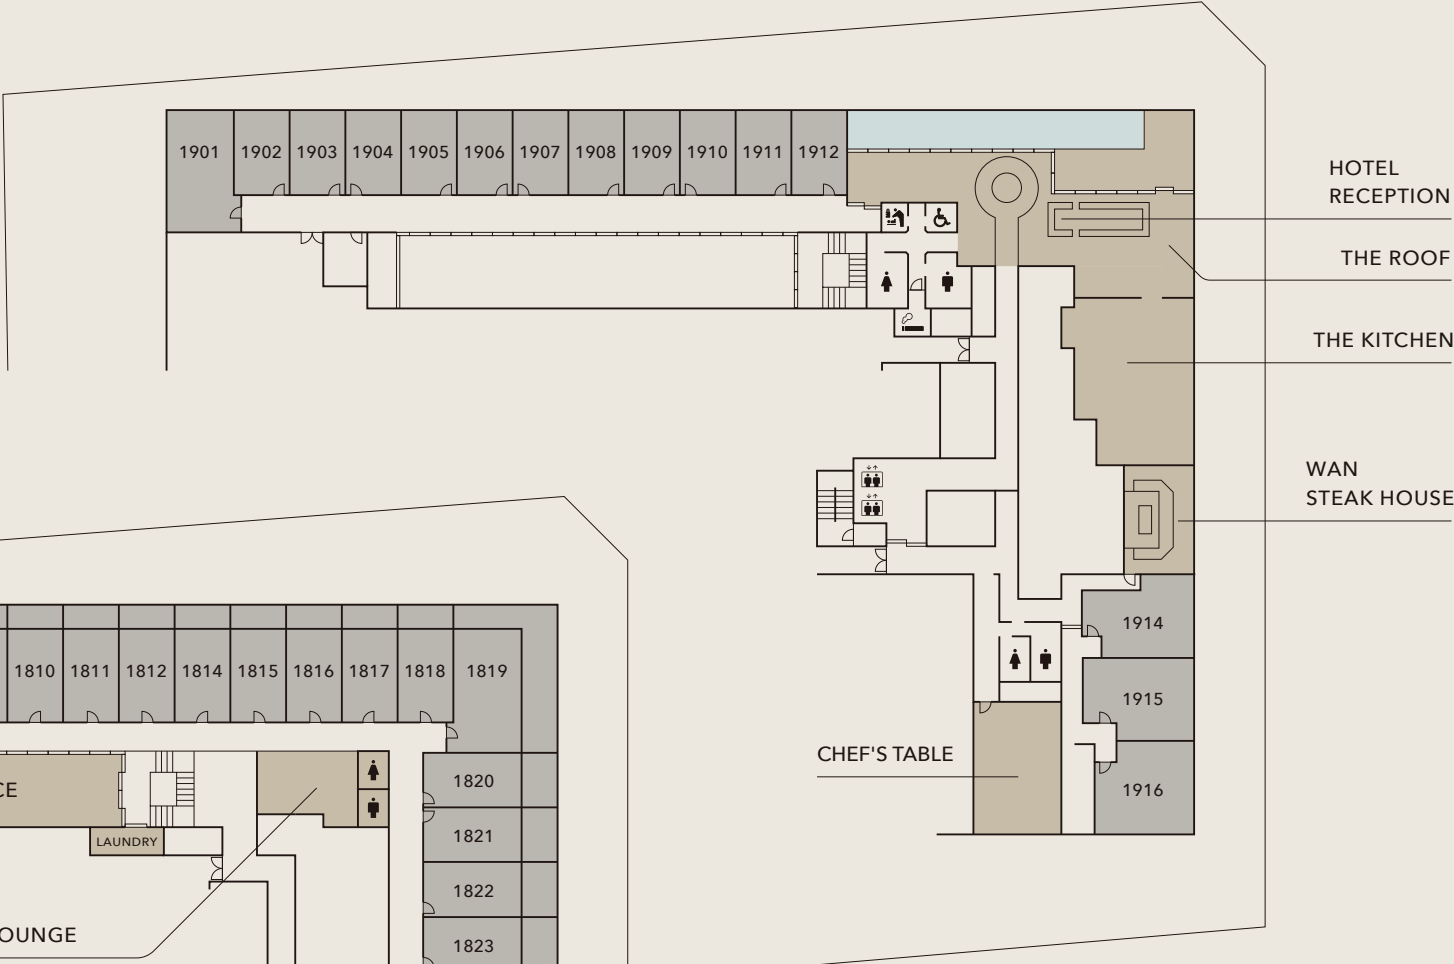 1901 1902 1903 1904 1905 1906 1907 1908 1909 1910 1911 1912
HOTEL
RECEPTION
THE ROOF
THE KITCHEN
WAN
STEAK HOUSE
1914
1915
1916
CHEF'S TABLE
1810 1811 1812 1814 1815 1816 1817 1818 1819
1820
1821
1822
1823
CE
LAUNDRY
OUNGE